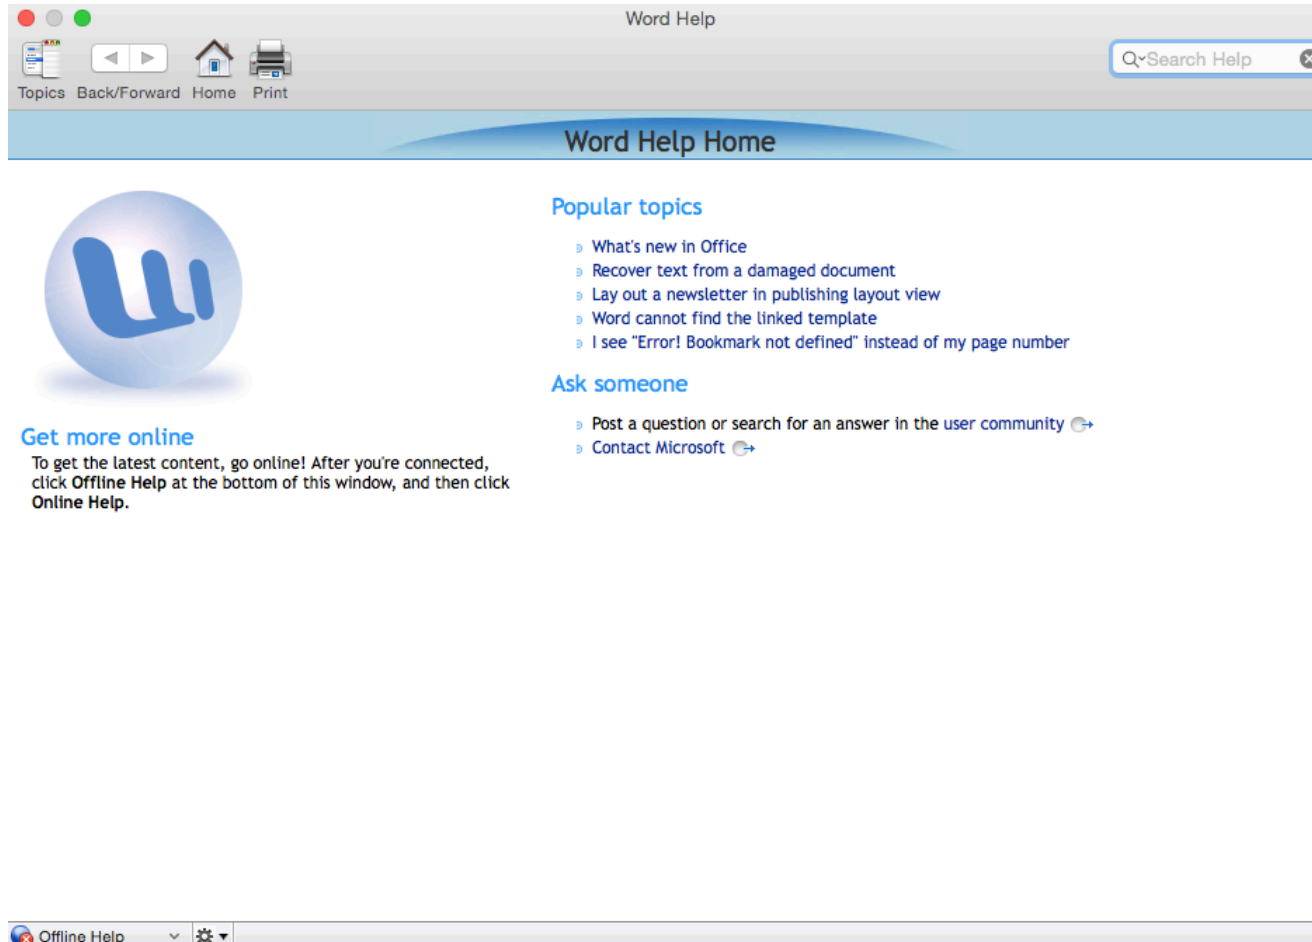 Word Help
Search Help
Topics Back/Forward Home Print
Word Help Home
Popular topics
What's new in Office
Recover text from a damaged document
Lay out a newsletter in publishing layout view
Word cannot find the linked template
I see "Error! Bookmark not defined" instead of my page number
Ask someone
Post a question or search for an answer in the user community
Contact Microsoft
Get more online
To get the latest content, go online! After you're connected,
click Offline Help at the bottom of this window, and then click
Online Help.
Offline Help